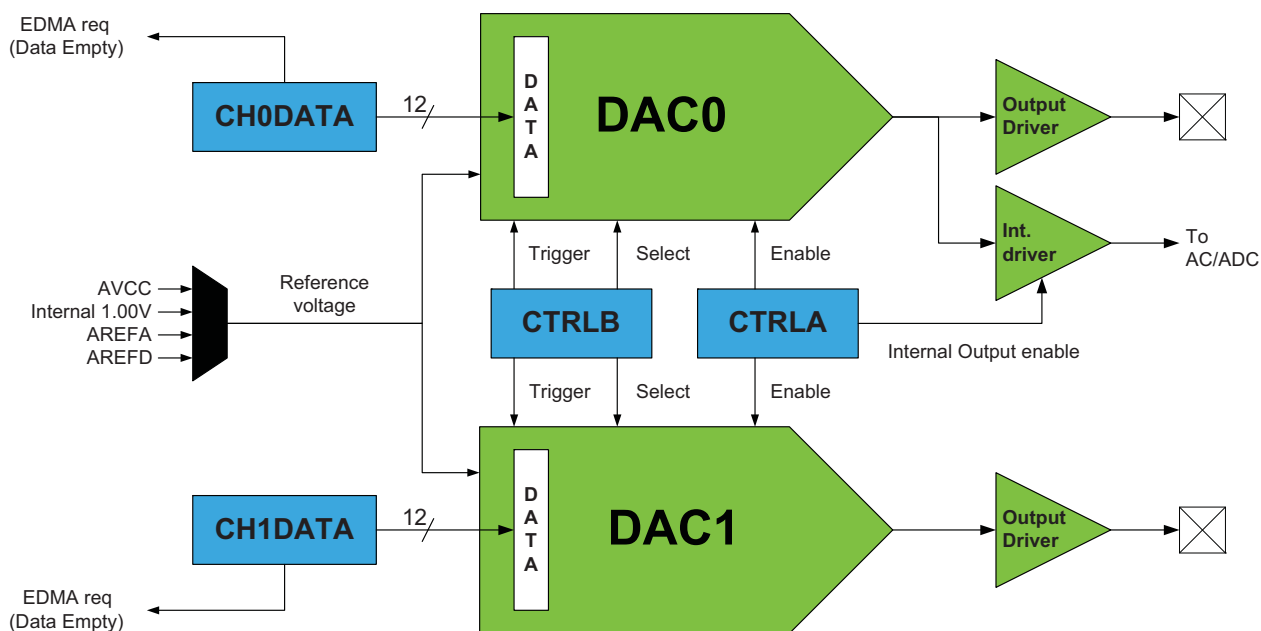 EDMA req
(Data Empty)
CH0DATA
12
D
A
T
A
DAC0
Output
Driver
Int.
driver
To
AC/ADC
Trigger
Select
Enable
AVCC
Internal 1.00V
AREFA
AREFD
Reference
voltage
CTRLB
CTRLA
Internal Output enable
Trigger
Select
Enable
CH1DATA
12
D
A
T
A
DAC1
Output
Driver
EDMA req
(Data Empty)